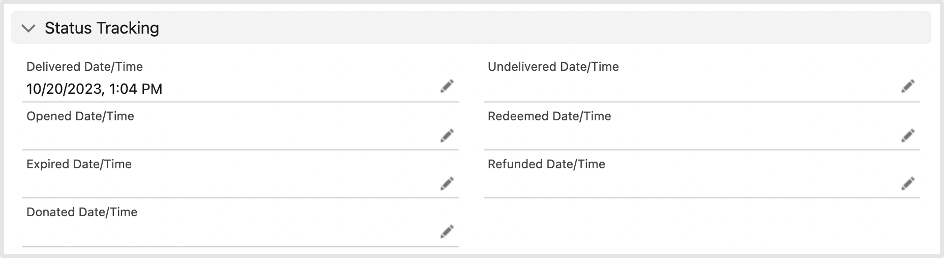 Status Tracking
Delivered Date/Time
10/20/2023, 1:04 PM
Undelivered Date/Time
Opened Date/Time
Redeemed Date/Time
Expired Date/Time
Refunded Date/Time
Donated Date/Time